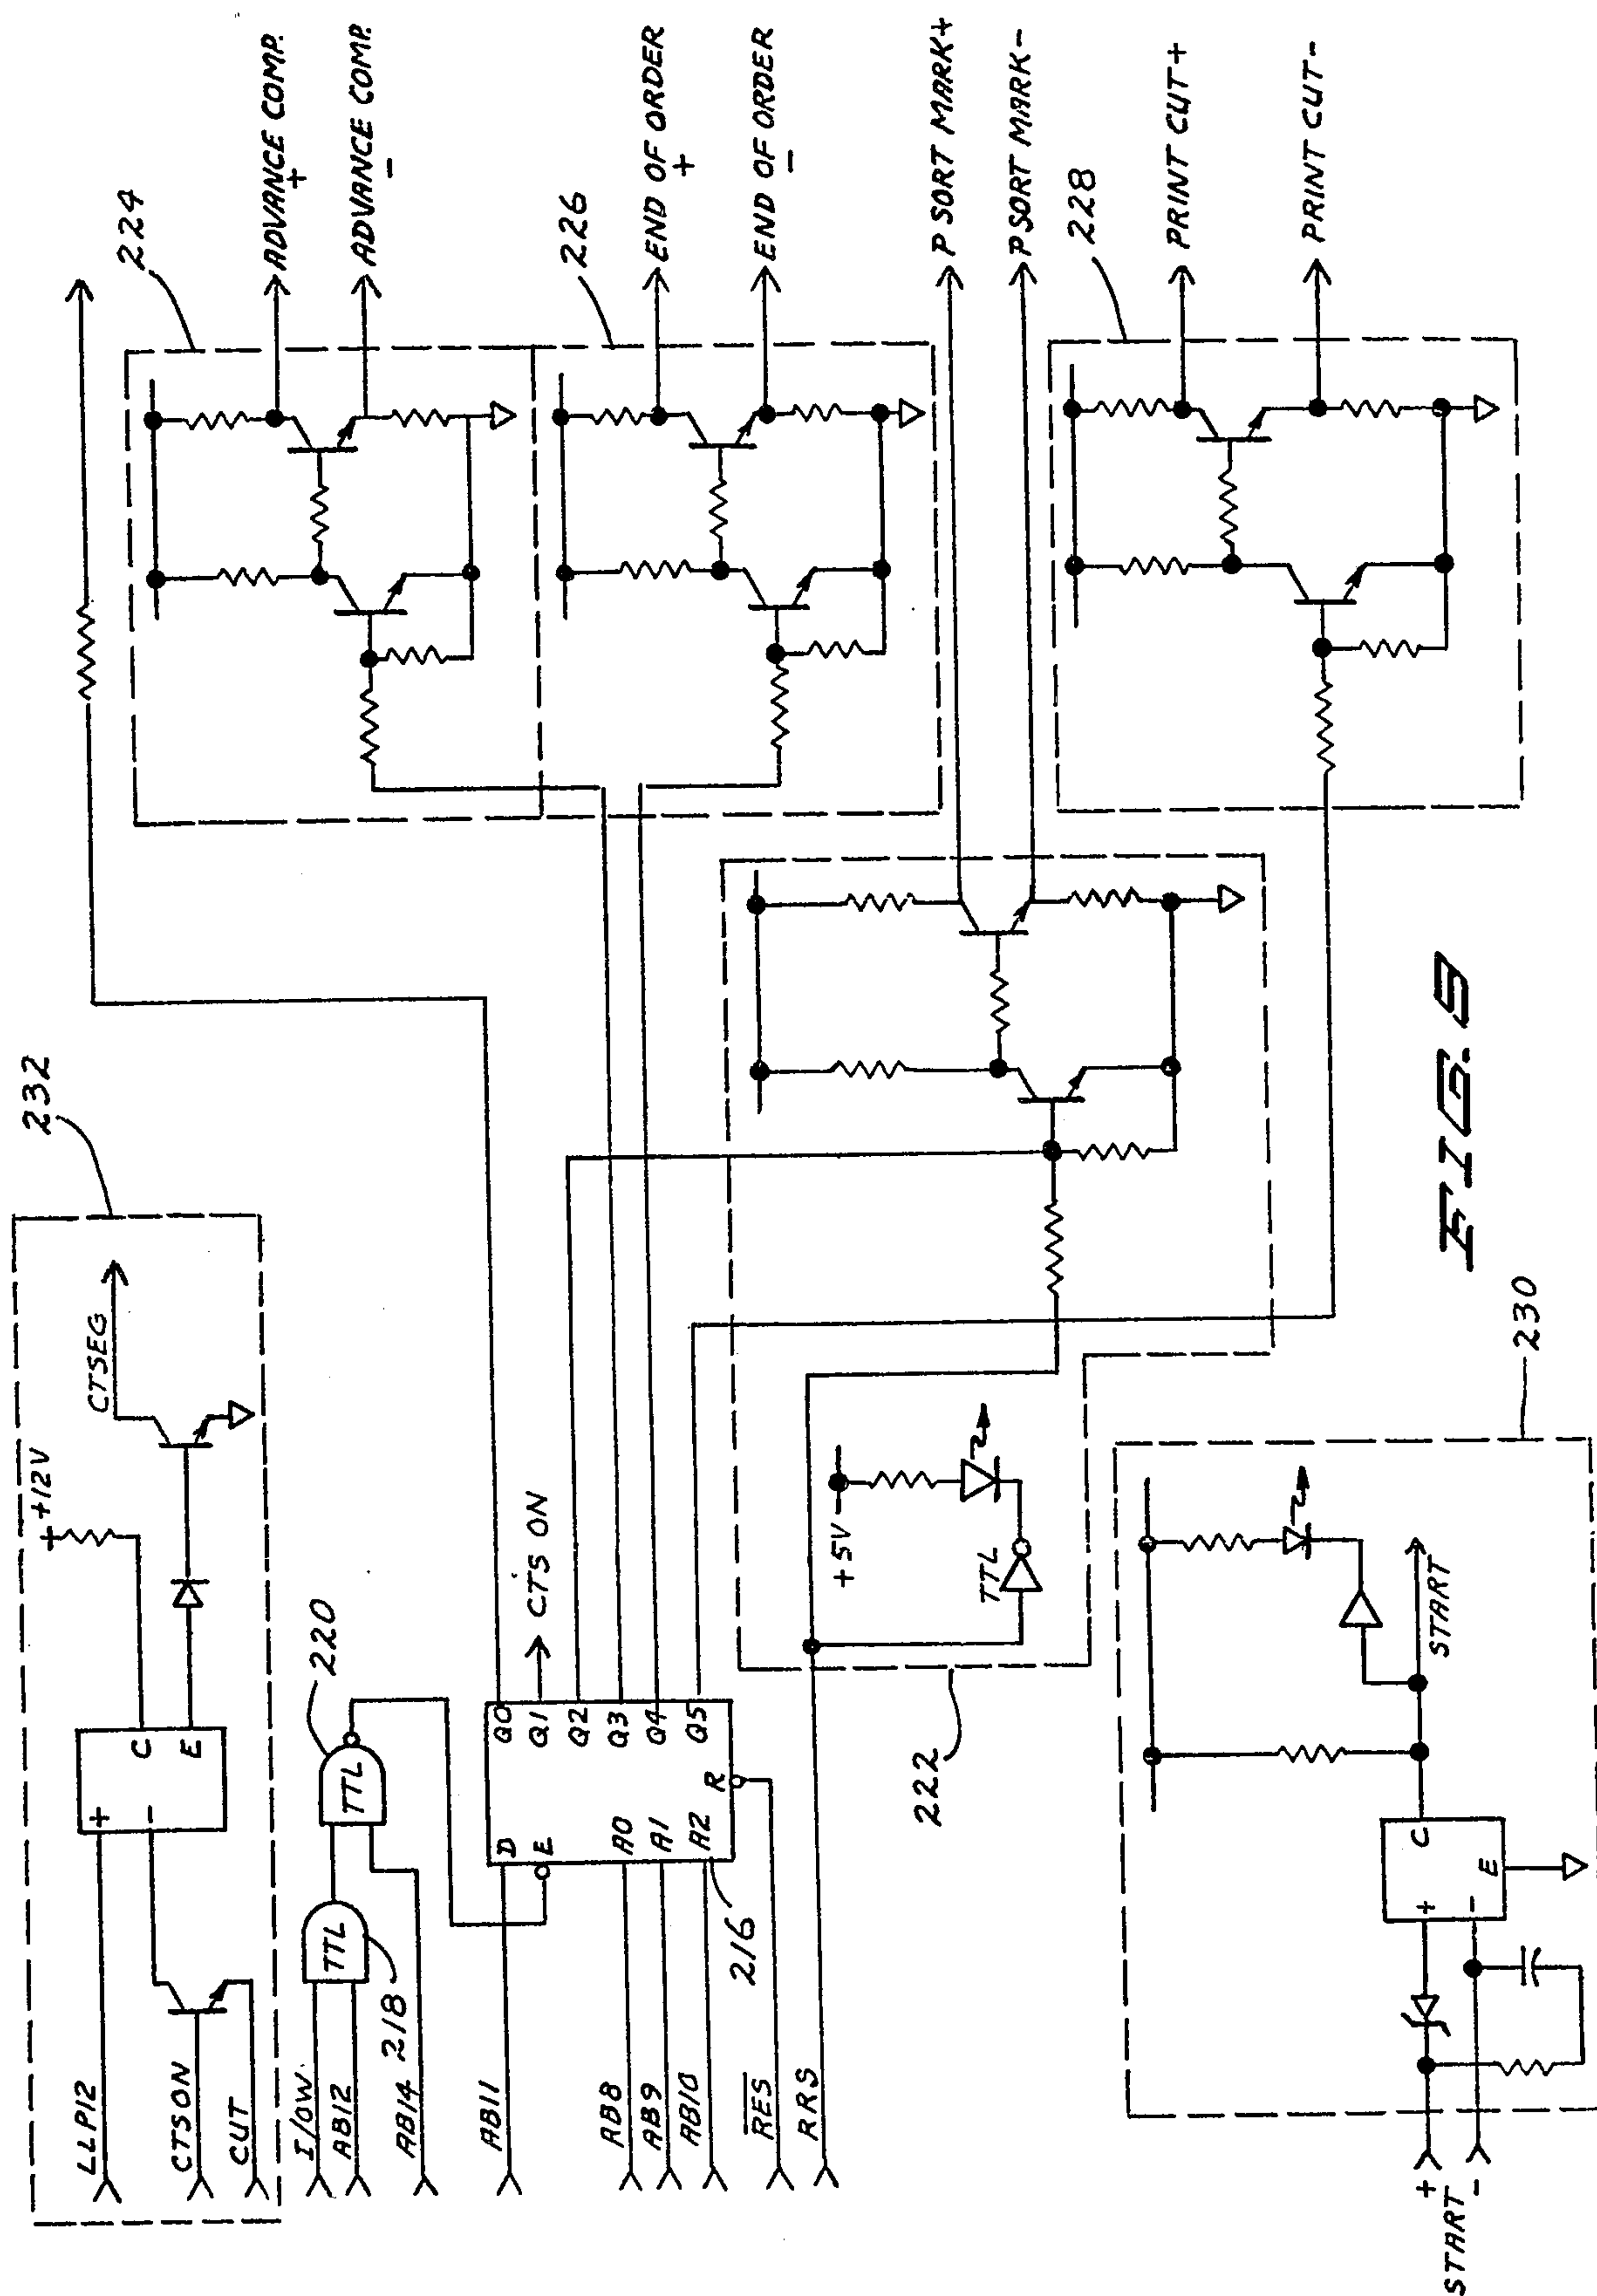 232
LLP12
CTSON
CUT
+
-
C
E
+12V
CTSEG
I/OW
AB12
AB14
TTL
218
TTL
220
AB11
AB8
AB9
AB10
RES
RRS
D
E
A0
A1
A2
R
Q0
Q1
Q2
Q3
Q4
Q5
216
CTS ON
222
+5V
TTL
224
ADVANCE COMP.
+
ADVANCE COMP.
-
226
END OF ORDER
+
END OF ORDER
-
P SORT MARK+
P SORT MARK-
228
PRINT CUT+
PRINT CUT-
230
+
START
-
+
-
C
E
START
FIG. 9